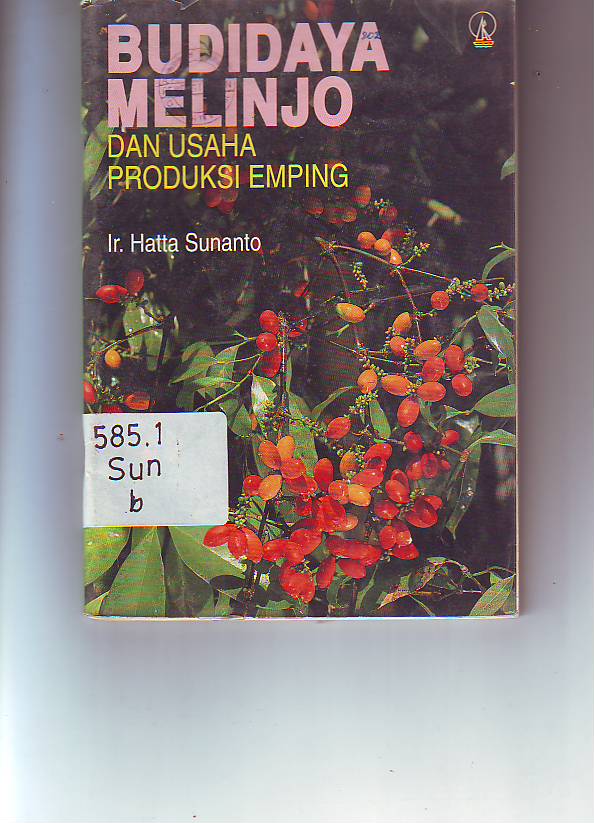 BUDIDAYA
MELINJO
DAN USAHA
PRODUKSI EMPING
Ir. Hatta Sunanto
585.1
Sun
b